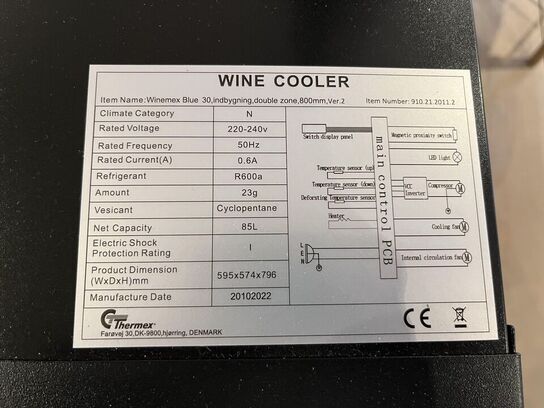 WINE COOLER
Item Name:Winemex Blue 30,indbygning,double zone,800mm,Ver.2 Item Number: 910.21.2011.2
Climate Category N
Rated Voltage 220-240v
Rated Frequency 50Hz
Rated Current(A) 0.6A
Refrigerant R600a
Amount 23g
Vesicant Cyclopentane
Net Capacity 85L
Electric Shock
Protection Rating I
Product Dimension
(WxDxH)mm) 595x574x796
Manufacture Date 20102022
Switch display panel
Temperature sensor (up)
Temperature sensor (down)
Deforsting Temperature sensor
Heater
L
E
N
main control PCB
Magnetic proximity switch
LED light
VCC
Inverter
Compressor
M
Cooling fan
M
Internal circulation fan
M
Thermex
Farøvej 30,DK-9800,hjørring, DENMARK
CE